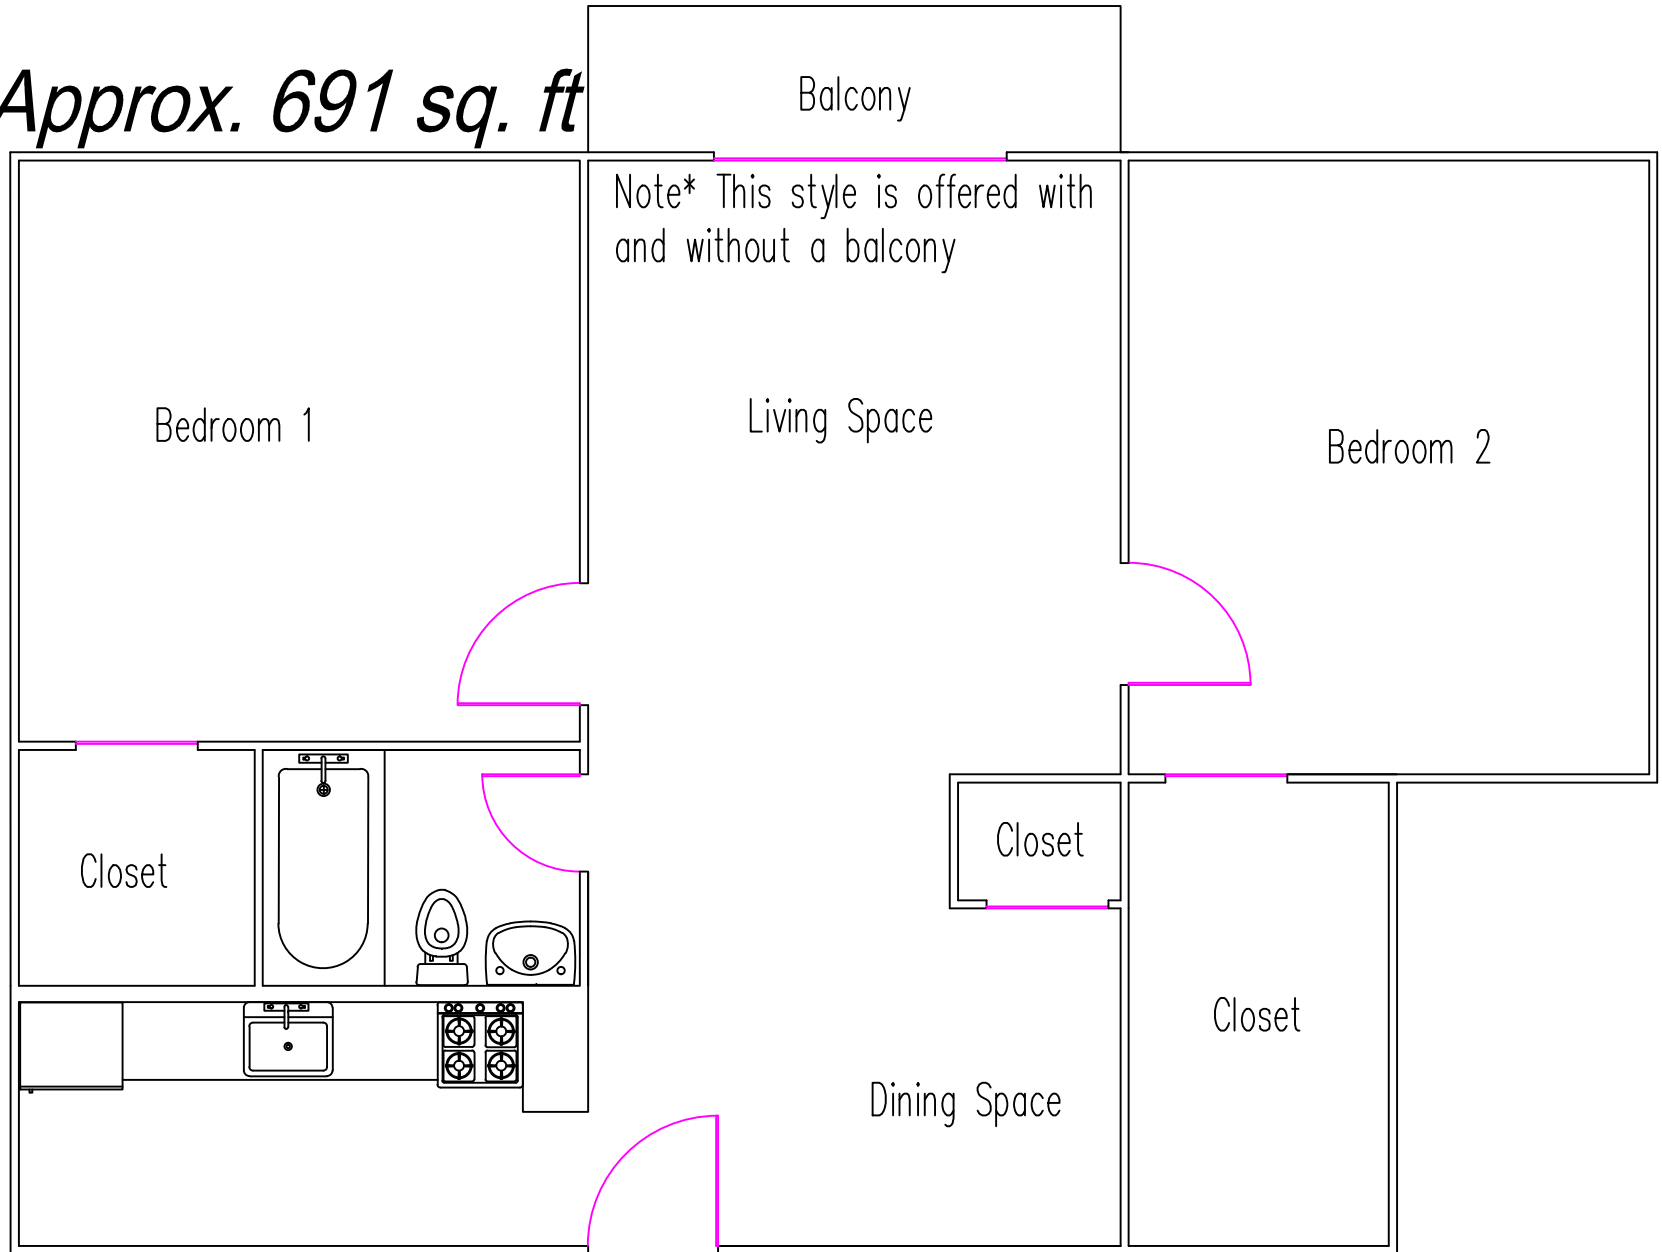 Approx. 691 sq. ft
Balcony
Note* This style is offered with
and without a balcony
Bedroom 1
Living Space
Bedroom 2
Closet
Closet
Closet
Dining Space